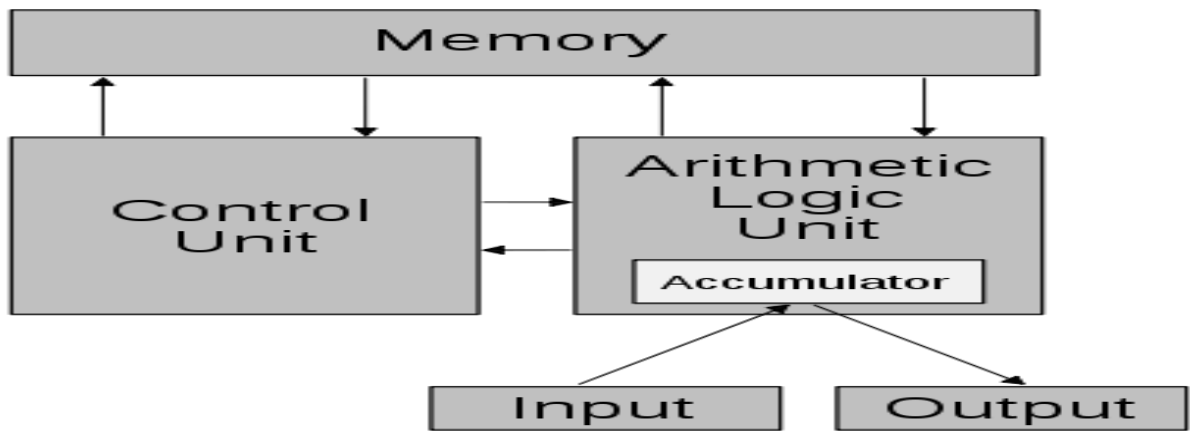 Memory
Control
Unit
Arithmetic
Logic
Unit
Accumulator
Input
Output